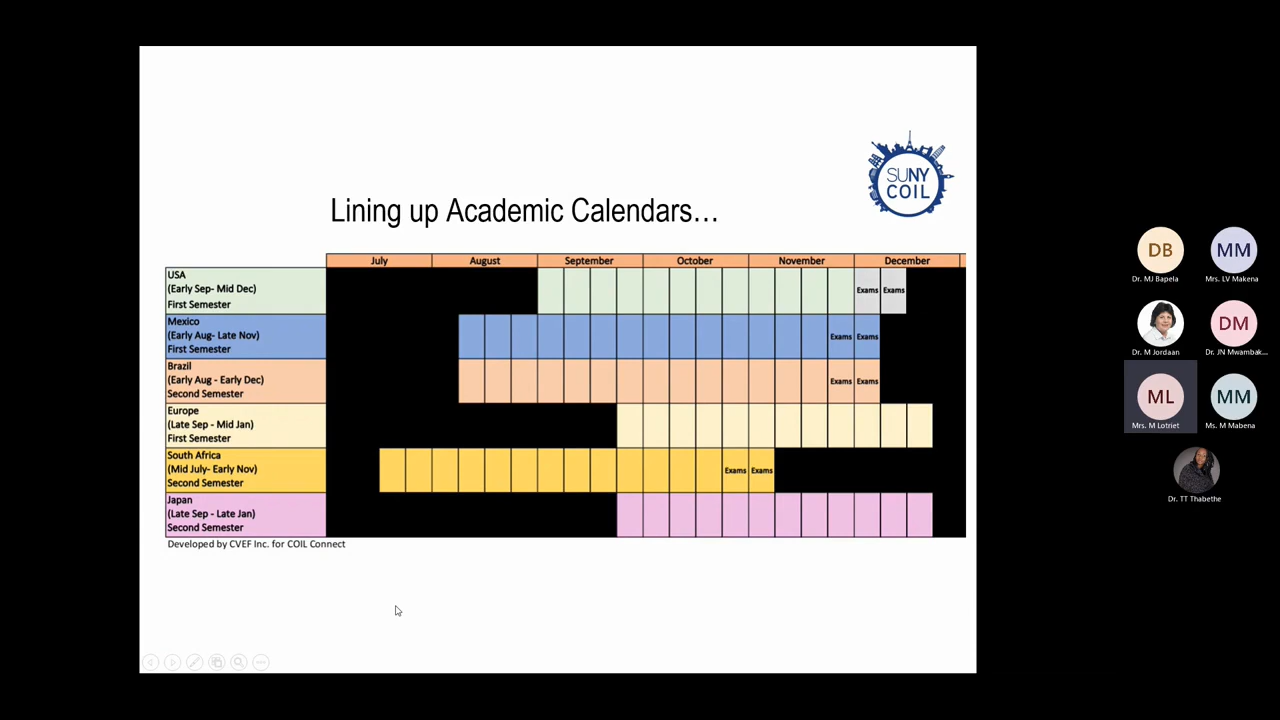 SUNY
COIL
Lining up Academic Calendars...
July August September October November December
USA
(Early Sep- Mid Dec)
First Semester
Exams Exams
Mexico
(Early Aug- Late Nov)
First Semester
Exams Exams
Brazil
(Early Aug - Early Dec)
Second Semester
Exams Exams
Europe
(Late Sep - Mid Jan)
First Semester
South Africa
(Mid July- Early Nov)
Second Semester
Exams Exams
Japan
(Late Sep - Late Jan)
Second Semester
Developed by CVEF Inc. for COIL Connect
DB MM
Dr. MJ Bapela Mrs. LV Makena
DM
Dr. M Jordaan Dr. JN Mwambak...
ML MM
Mrs. M Lotriet Ms. M Mabena
Dr. TT Thabethe